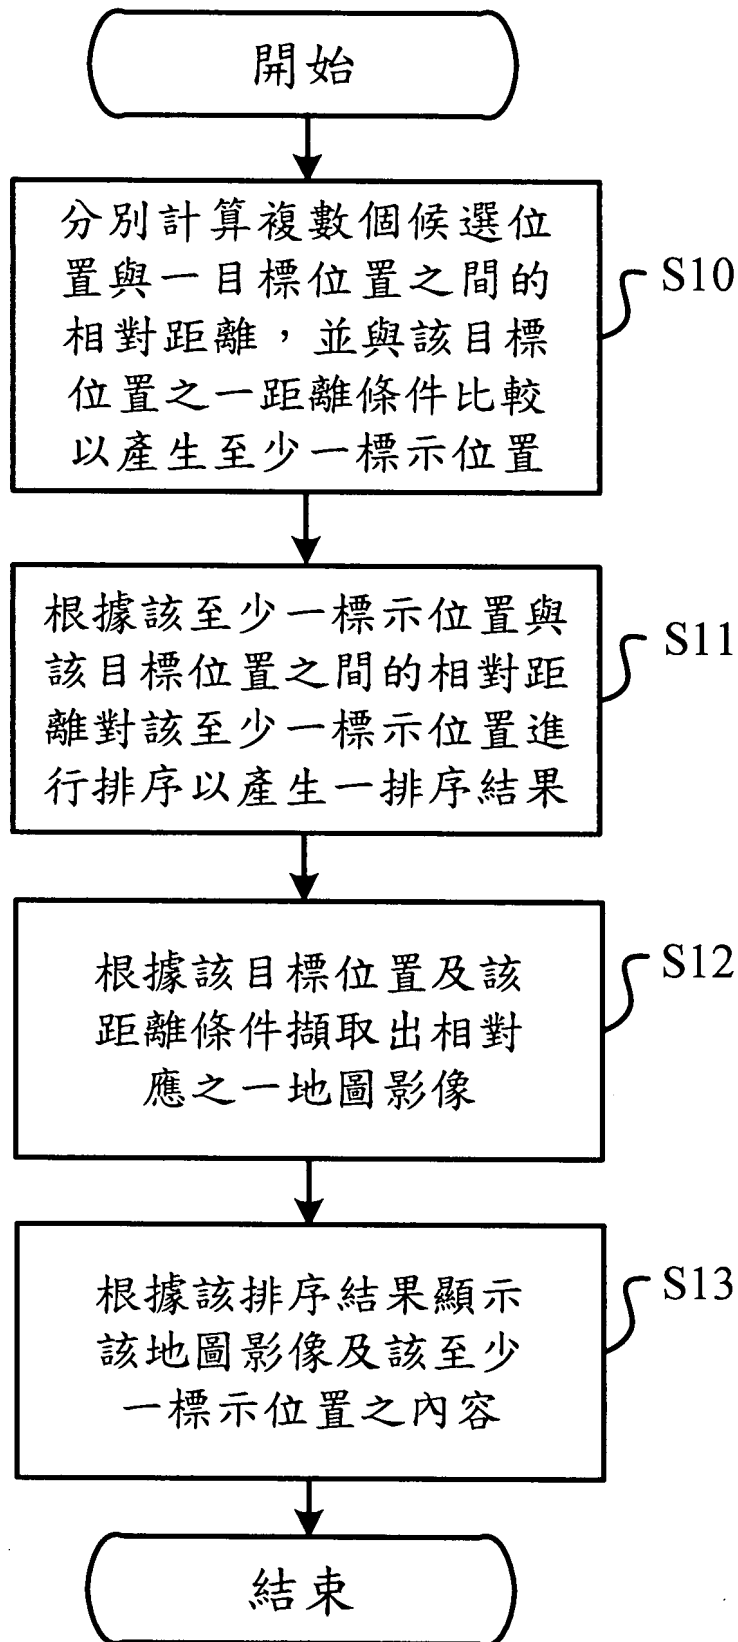 開始
分別計算複數個候選位
置與一目標位置之間的
相對距離，並與該目標
位置之一距離條件比較
以產生至少一標示位置
S10
根據該至少一標示位置與
該目標位置之間的相對距
離對該至少一標示位置進
行排序以產生一排序結果
S11
根據該目標位置及該
距離條件擷取出相對
應之一地圖影像
S12
根據該排序結果顯示
該地圖影像及該至少
一標示位置之內容
S13
結束